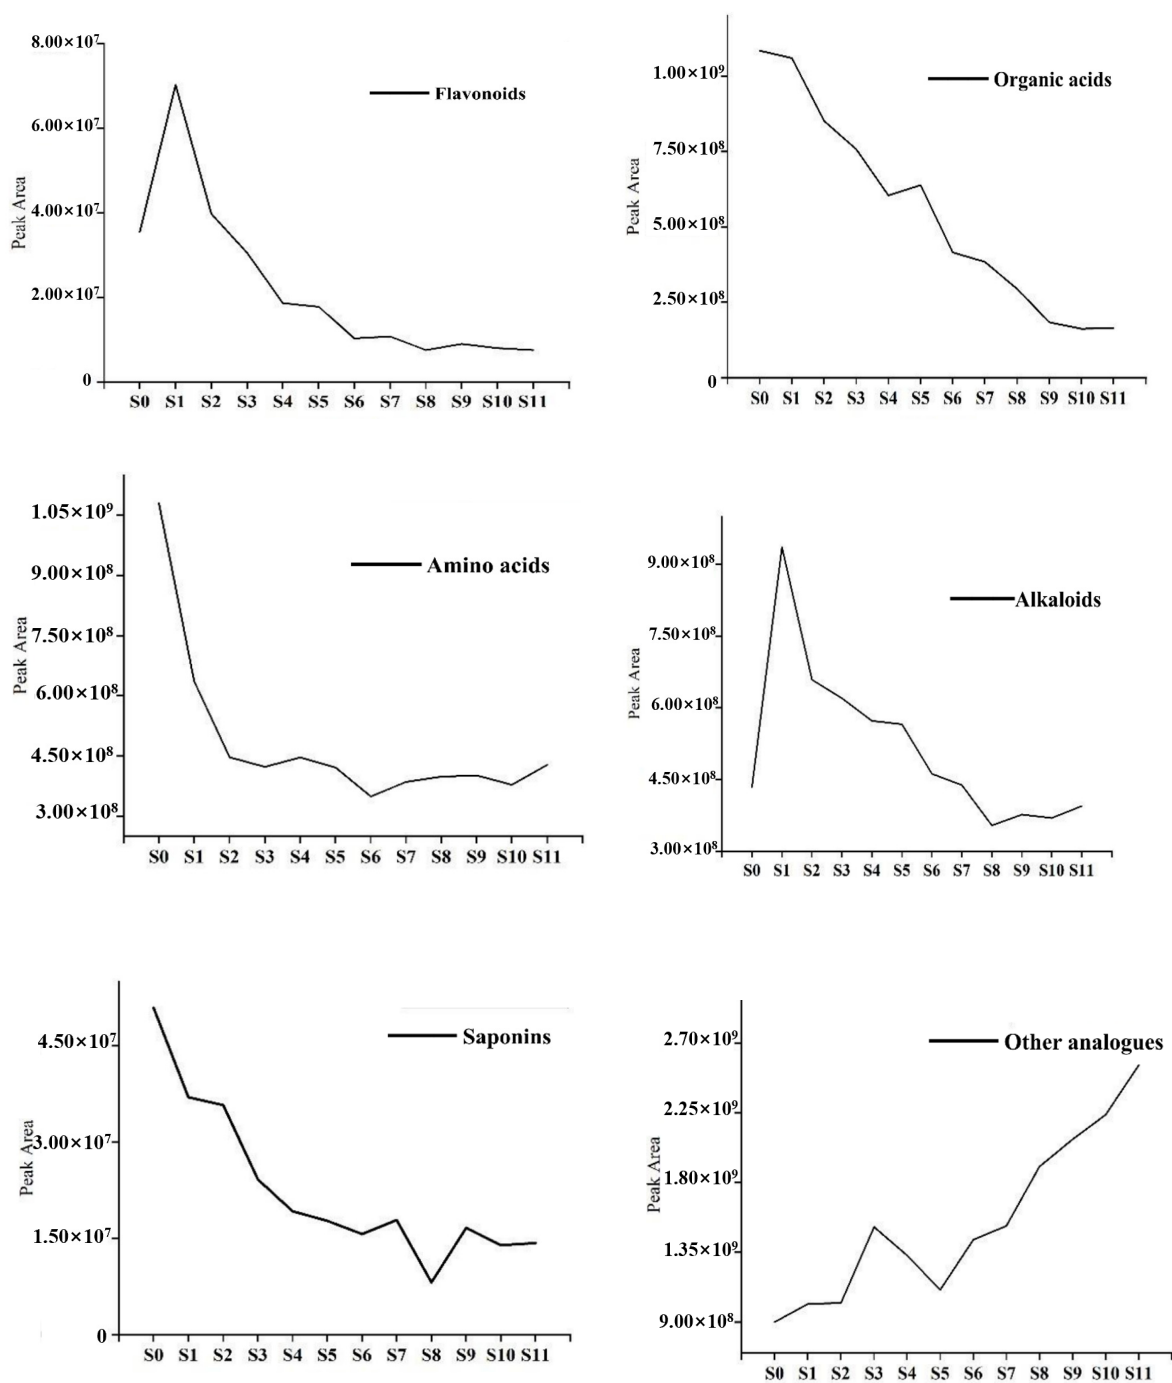 8.00×10⁷
6.00×10⁷
4.00×10⁷
2.00×10⁷
0
Peak Area
Flavonoids
S0 S1 S2 S3 S4 S5 S6 S7 S8 S9 S10 S11
1.00×10⁹
7.50×10⁸
5.00×10⁸
2.50×10⁸
0
Peak Area
Organic acids
S0 S1 S2 S3 S4 S5 S6 S7 S8 S9 S10 S11
1.05×10⁹
9.00×10⁸
7.50×10⁸
6.00×10⁸
4.50×10⁸
3.00×10⁸
Peak Area
Amino acids
S0 S1 S2 S3 S4 S5 S6 S7 S8 S9 S10 S11
9.00×10⁸
7.50×10⁸
6.00×10⁸
4.50×10⁸
3.00×10⁸
Peak Area
Alkaloids
S0 S1 S2 S3 S4 S5 S6 S7 S8 S9 S10 S11
4.50×10⁷
3.00×10⁷
1.50×10⁷
0
Peak Area
Saponins
S0 S1 S2 S3 S4 S5 S6 S7 S8 S9 S10 S11
2.70×10⁹
2.25×10⁹
1.80×10⁹
1.35×10⁹
9.00×10⁸
Peak Area
Other analogues
S0 S1 S2 S3 S4 S5 S6 S7 S8 S9 S10 S11